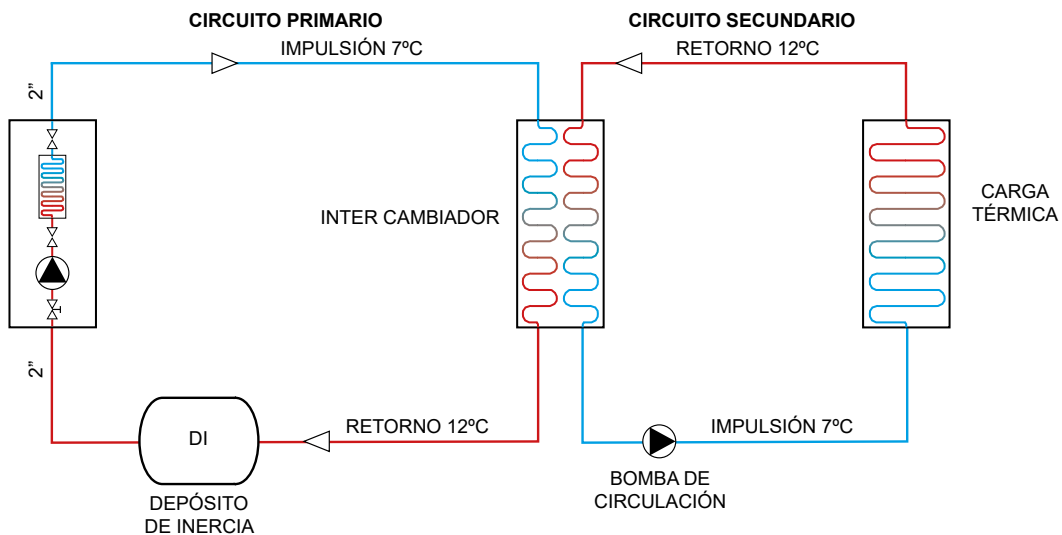 CIRCUITO PRIMARIO
CIRCUITO SECUNDARIO
IMPULSIÓN 7ºC
RETORNO 12ºC
2”
INTER CAMBIADOR
CARGA
TÉRMICA
2”
DI
RETORNO 12ºC
IMPULSIÓN 7ºC
BOMBA DE
CIRCULACIÓN
DEPÓSITO
DE INERCIA